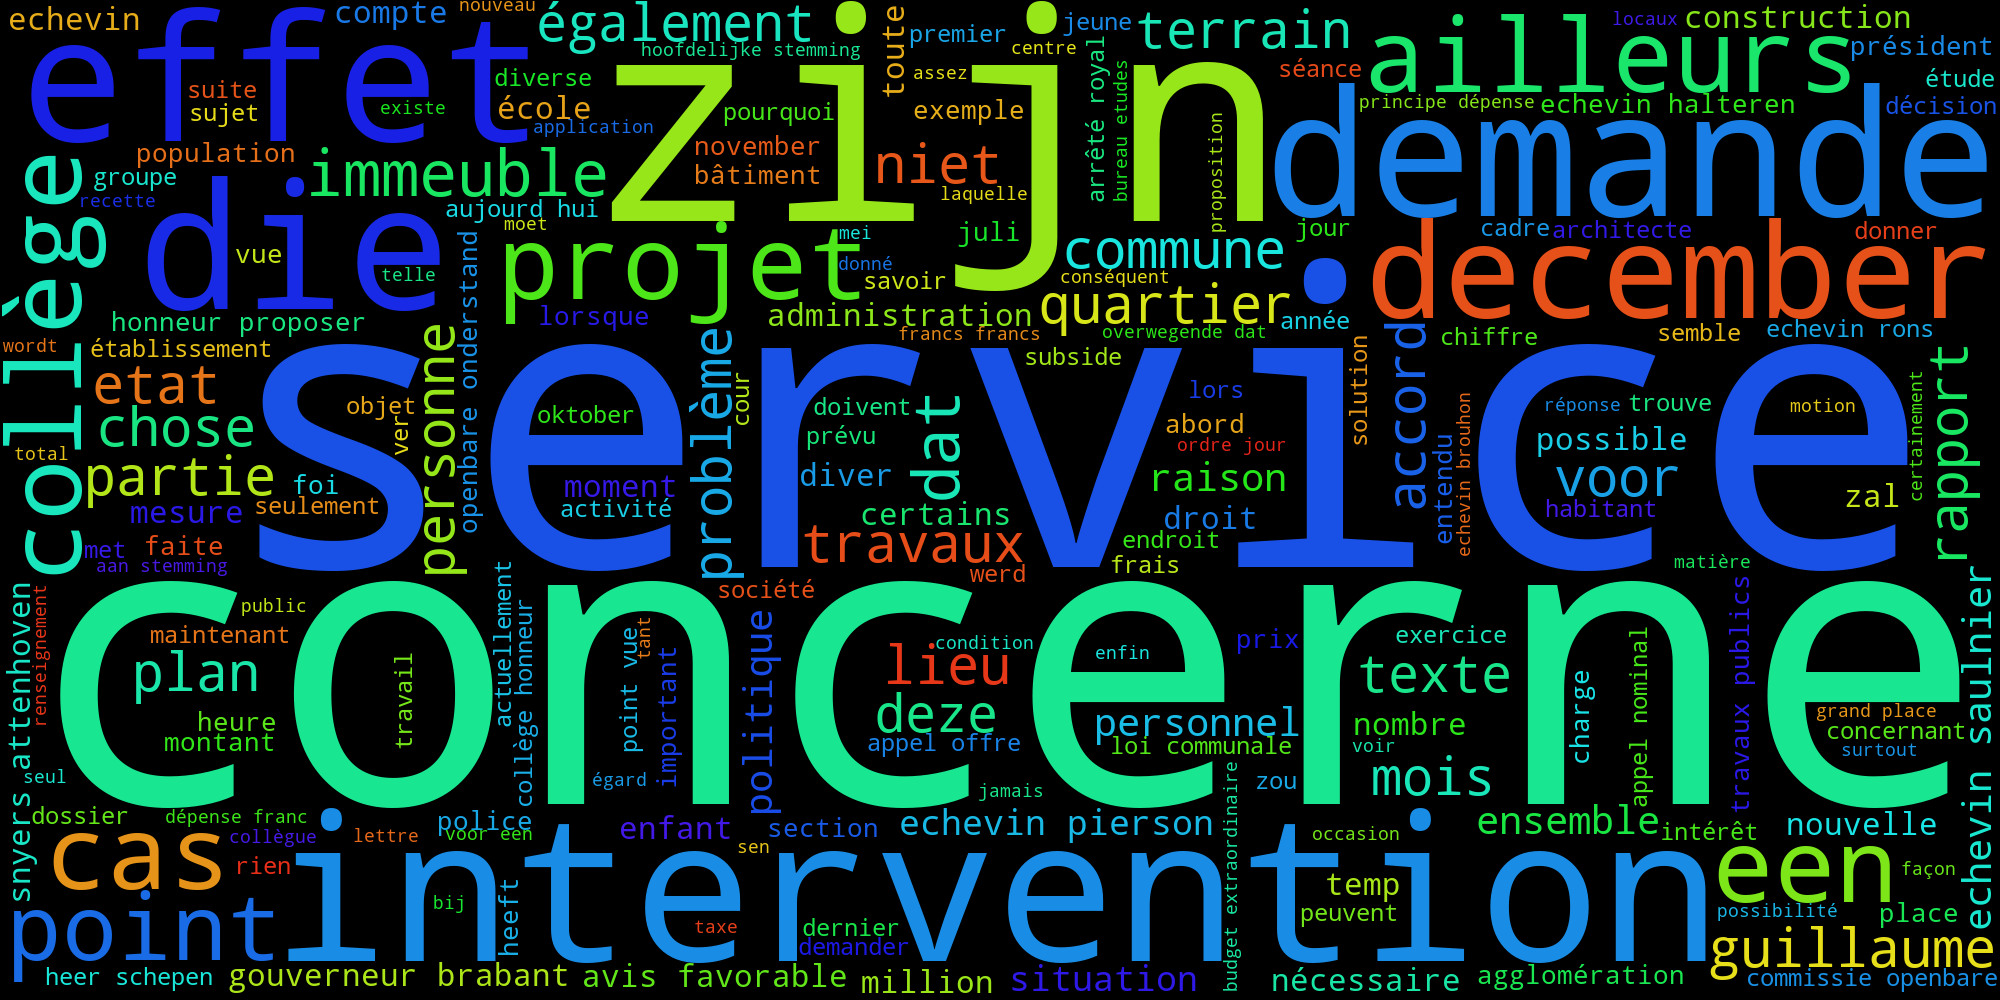 echevin
compte
nouveau
également
jeune
terrain
locaux
construction
effet
hoofdelijke stemming
toute
premier
centre
ailleurs
président
suite
sujet
existe
diverse
école
application
zijn
pourquoi
assez
exemple
arrêté royal
bureau etudes
séance
principe dépense
echevin halteren
étude
décision
population
groupe
recette
immeuble
november
bâtiment
niet
laquelle
proposition
demande
collège
die
aujourd hui
moet
mei
donné
juli
jour
cadre
architecte
donner
vue
telle
openbare onderstand
projet
savoir
commune
conséquent
december
honneur proposer
lorsque
administration
francs francs
quartier
overwegende dat
année
chiffre
semble
echevin rons
wordt
établissement
etat
personne
problème
cour
subside
solution
accord
rapport
service
objet
vers
oktober
doivent
prévu
dat
lors
abord
ordre jour
réponse
trouve
motion
certainement
chose
total
partie
foi
seulement
mesure
moment
activité
diver
raison
entendu
echevin brouhon
possible
voor
habitant
zal
met
faite
aan stemming
certains
travaux
droit
endroit
frais
werd
société
matière
snyers attenhoven
renseignement
public
maintenant
actuellement
collège honneur
point vue
tant
important
politique
concerne
condition
enfin
prix
exercice
travaux publics
echevin saulnier
plan
travail
lieu
deze
texte
charge
appel nominal
heure
montant
appel offre
personnel
loi communale
nombre
voir
grand place
concernant
surtout
seul
égard
jamais
zou
mois
budget extraordinaire
dossier
dépense franc
collègue
lettre
police
voor een
enfant
sen
section
echevin pierson
occasion
ensemble
intérêt
nouvelle
cas
rien
intervention
een
façon
temp
peuvent
possibilité
place
point
bij
heeft
taxe
dernier
demander
guillaume
heer schepen
gouverneur brabant
avis favorable
million
situation
nécessaire
agglomération
commissie openbare